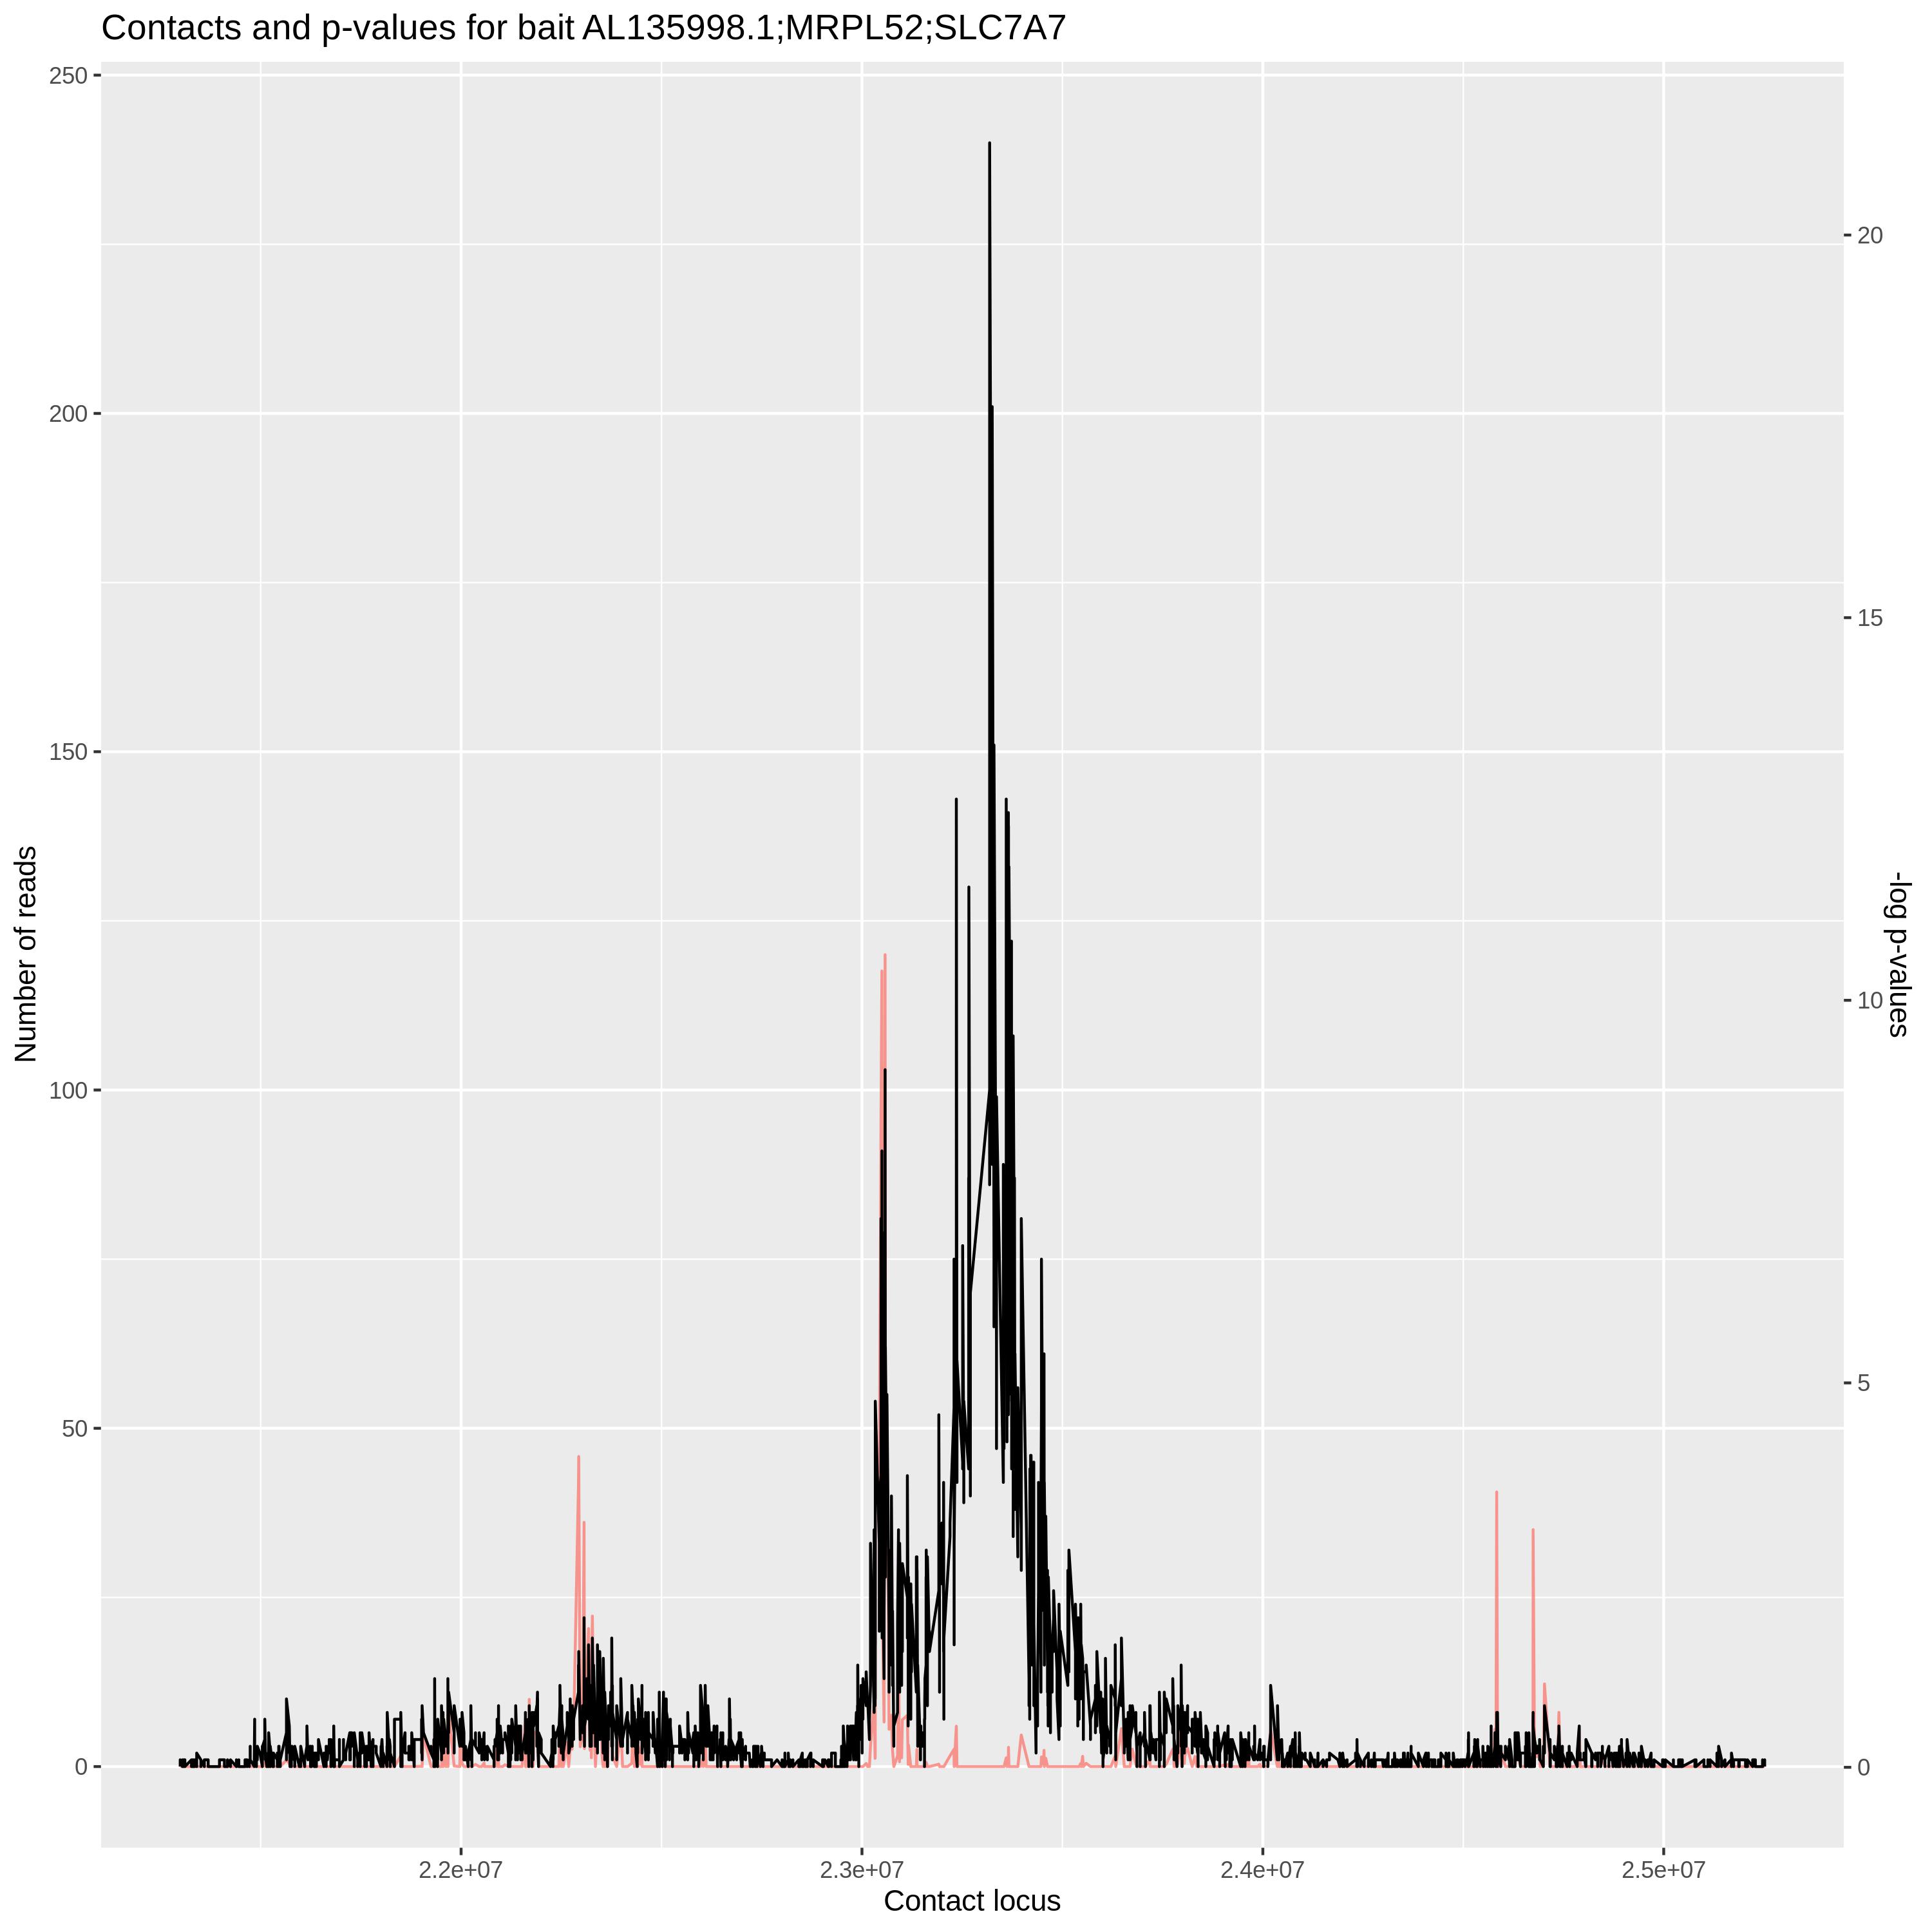 Contacts and p-values for bait AL135998.1;MRPL52;SLC7A7
250
200
150
100
50
0
Number of reads
20
15
10
5
0
-log p-values
2.2e+07
2.3e+07
2.4e+07
2.5e+07
Contact locus